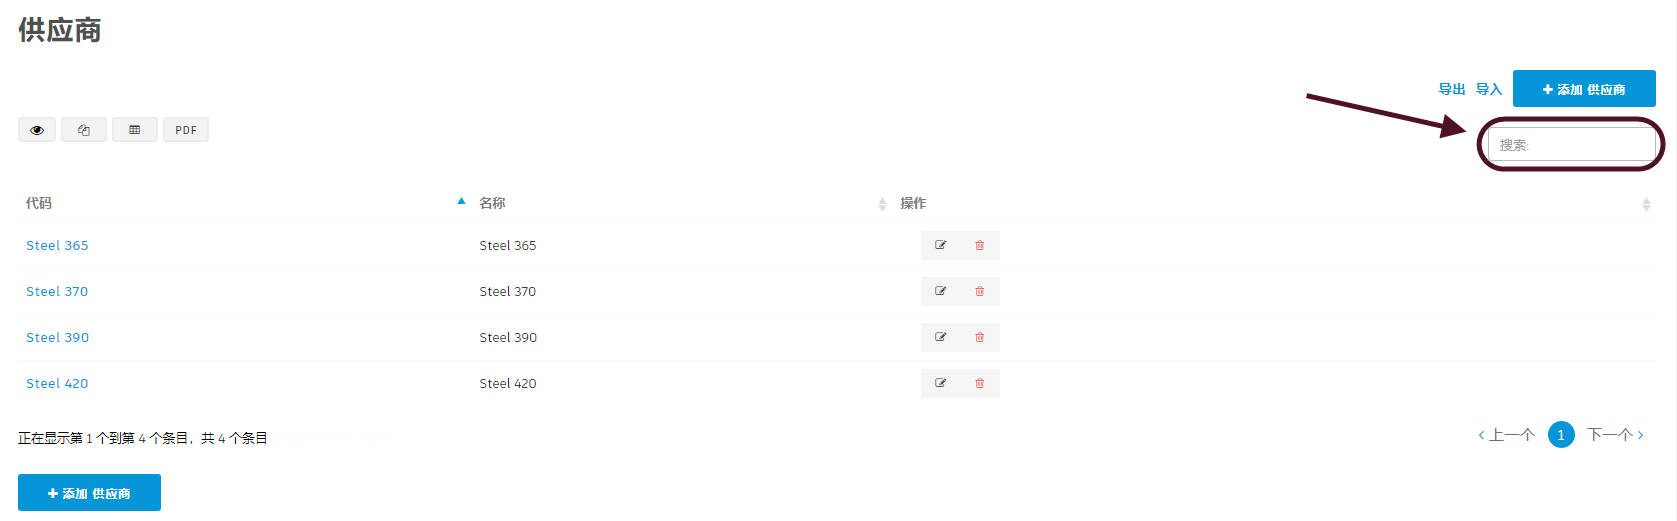 供应商
导出 导入 添加 供应商
PDF
搜索:
代码 名称 操作
Steel 365 Steel 365
Steel 370 Steel 370
Steel 390 Steel 390
Steel 420 Steel 420
正在显示第 1 个到第 4 个条目，共 4 个条目
上一个 1 下一个
添加 供应商